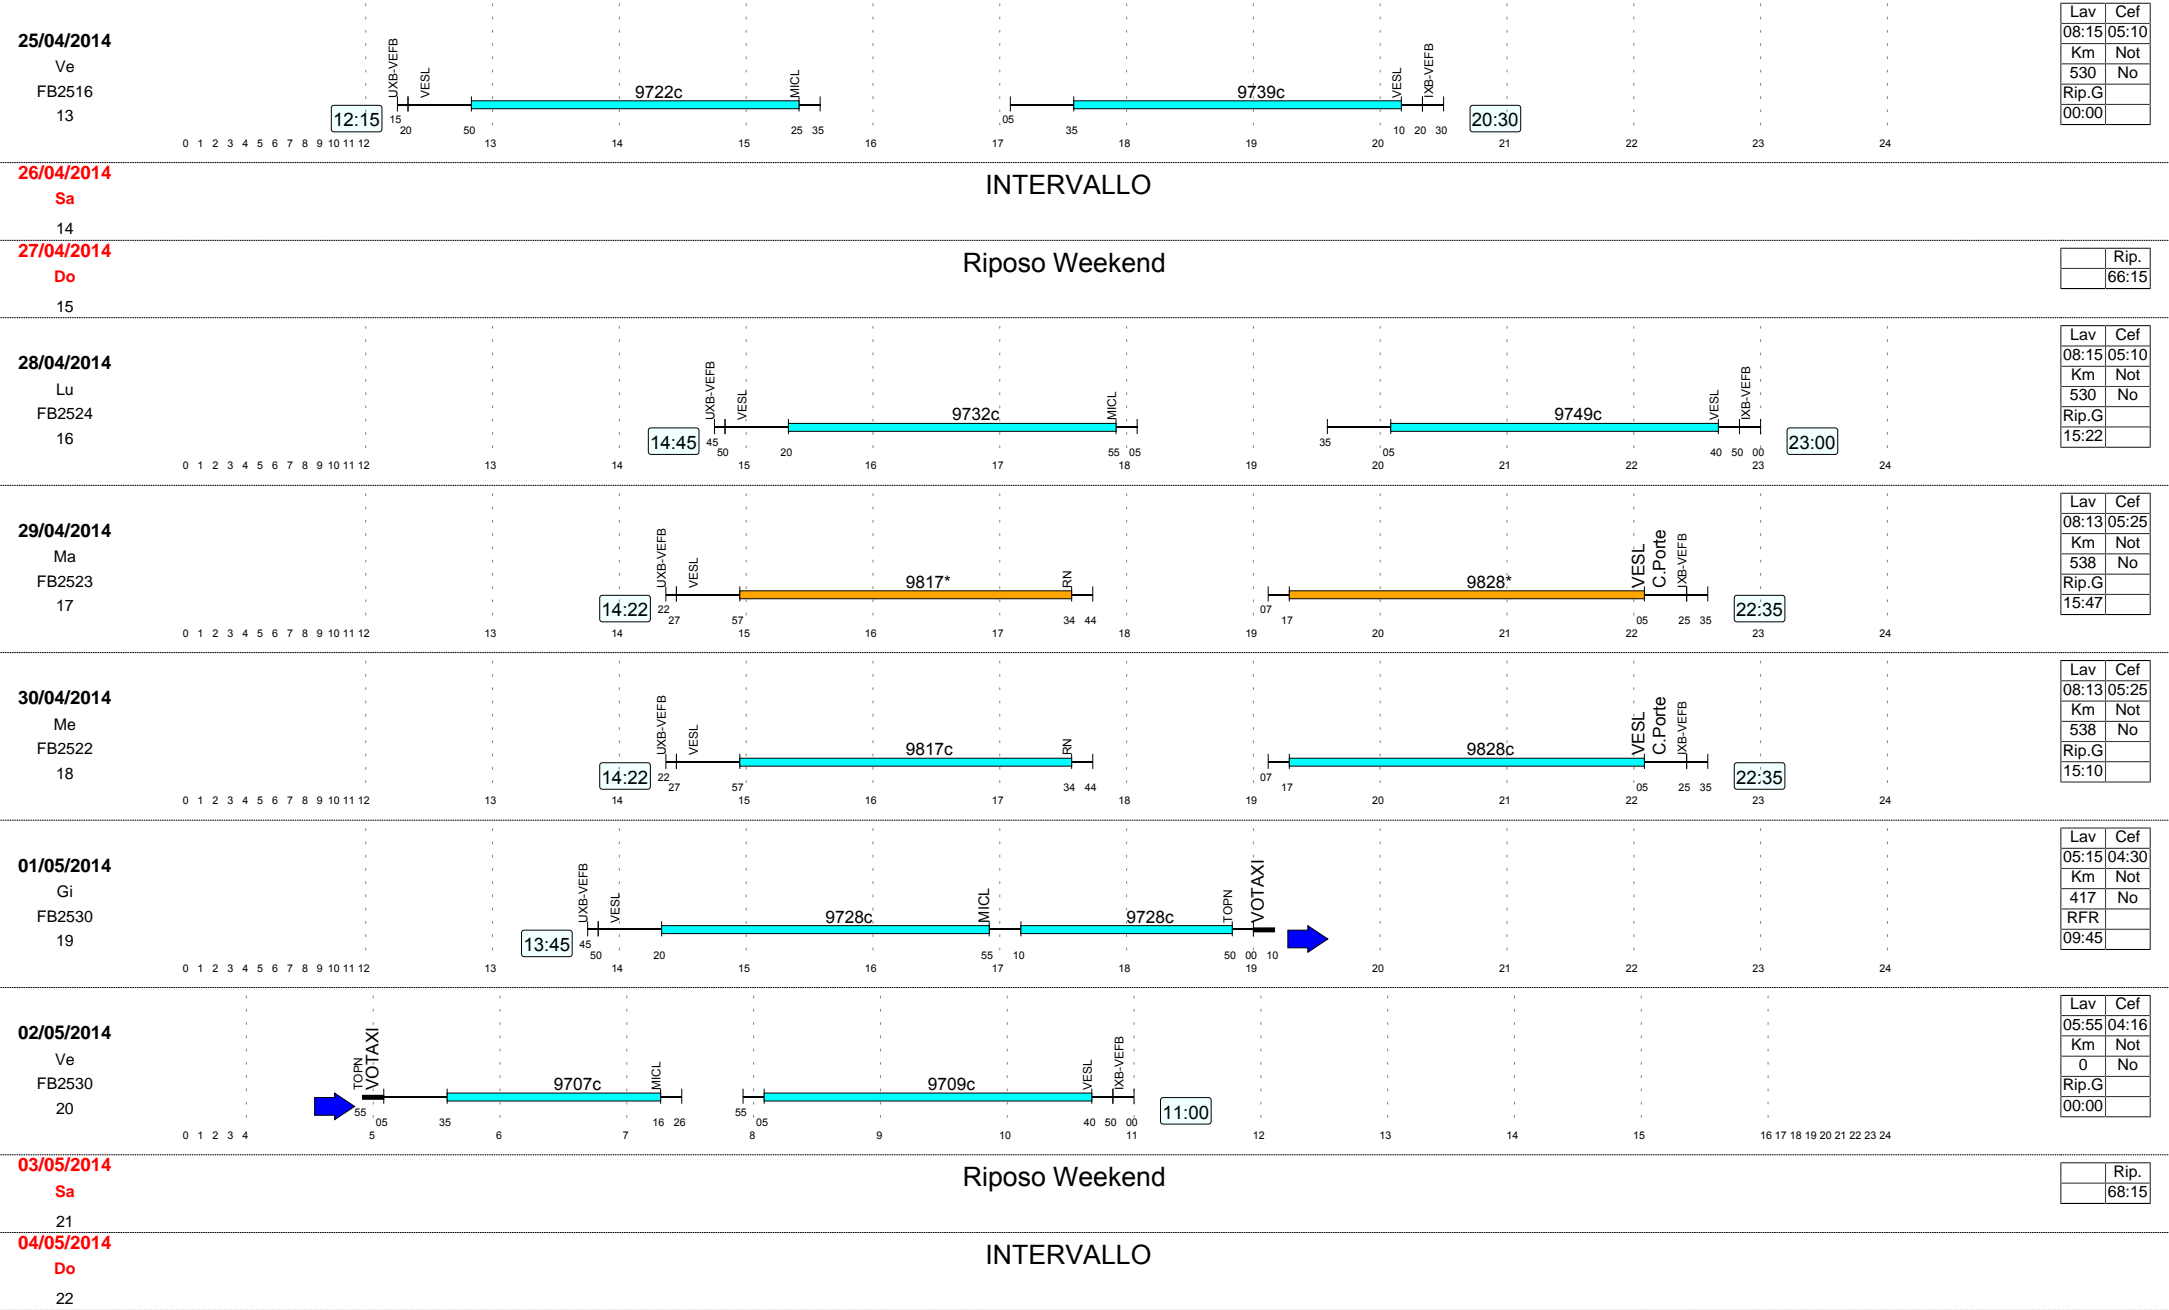 25/04/2014
Ve
FB2516
13
12:15
UXB-VEFB
VESL
9722c
MICL
9739c
VESL
IXB-VEFB
20:30
15 20 50 25 35 05 35 10 20 30
0 1 2 3 4 5 6 7 8 9 10 11 12 13 14 15 16 17 18 19 20 21 22 23 24
Lav Cef
08:15 05:10
Km Not
530 No
Rip.G
00:00
26/04/2014
Sa
14
INTERVALLO
27/04/2014
Do
15
Riposo Weekend
Rip.
66:15
28/04/2014
Lu
FB2524
16
14:45
UXB-VEFB
VESL
9732c
MICL
9749c
VESL
IXB-VEFB
23:00
45 50 20 55 05 35 05 40 50 00
0 1 2 3 4 5 6 7 8 9 10 11 12 13 14 15 16 17 18 19 20 21 22 23 24
Lav Cef
08:15 05:10
Km Not
530 No
Rip.G
15:22
29/04/2014
Ma
FB2523
17
14:22
UXB-VEFB
VESL
9817*
RN
9828*
VESL
C.Porte
IXB-VEFB
22:35
22 27 57 34 44 07 17 05 25 35
0 1 2 3 4 5 6 7 8 9 10 11 12 13 14 15 16 17 18 19 20 21 22 23 24
Lav Cef
08:13 05:25
Km Not
538 No
Rip.G
15:47
30/04/2014
Me
FB2522
18
14:22
UXB-VEFB
VESL
9817c
RN
9828c
VESL
C.Porte
IXB-VEFB
22:35
22 27 57 34 44 07 17 05 25 35
0 1 2 3 4 5 6 7 8 9 10 11 12 13 14 15 16 17 18 19 20 21 22 23 24
Lav Cef
08:13 05:25
Km Not
538 No
Rip.G
15:10
01/05/2014
Gi
FB2530
19
13:45
UXB-VEFB
VESL
9728c
MICL
9728c
TOPN
VOTAXI
45 50 20 55 10 50 00 10
0 1 2 3 4 5 6 7 8 9 10 11 12 13 14 15 16 17 18 19 20 21 22 23 24
Lav Cef
05:15 04:30
Km Not
417 No
RFR
09:45
02/05/2014
Ve
FB2530
20
TOPN
VOTAXI
9707c
MICL
9709c
VESL
IXB-VEFB
11:00
55 05 35 16 26 55 05 40 50 00
0 1 2 3 4 5 6 7 8 9 10 11 12 13 14 15 16 17 18 19 20 21 22 23 24
Lav Cef
05:55 04:16
Km Not
0 No
Rip.G
00:00
03/05/2014
Sa
21
Riposo Weekend
Rip.
68:15
04/05/2014
Do
22
INTERVALLO